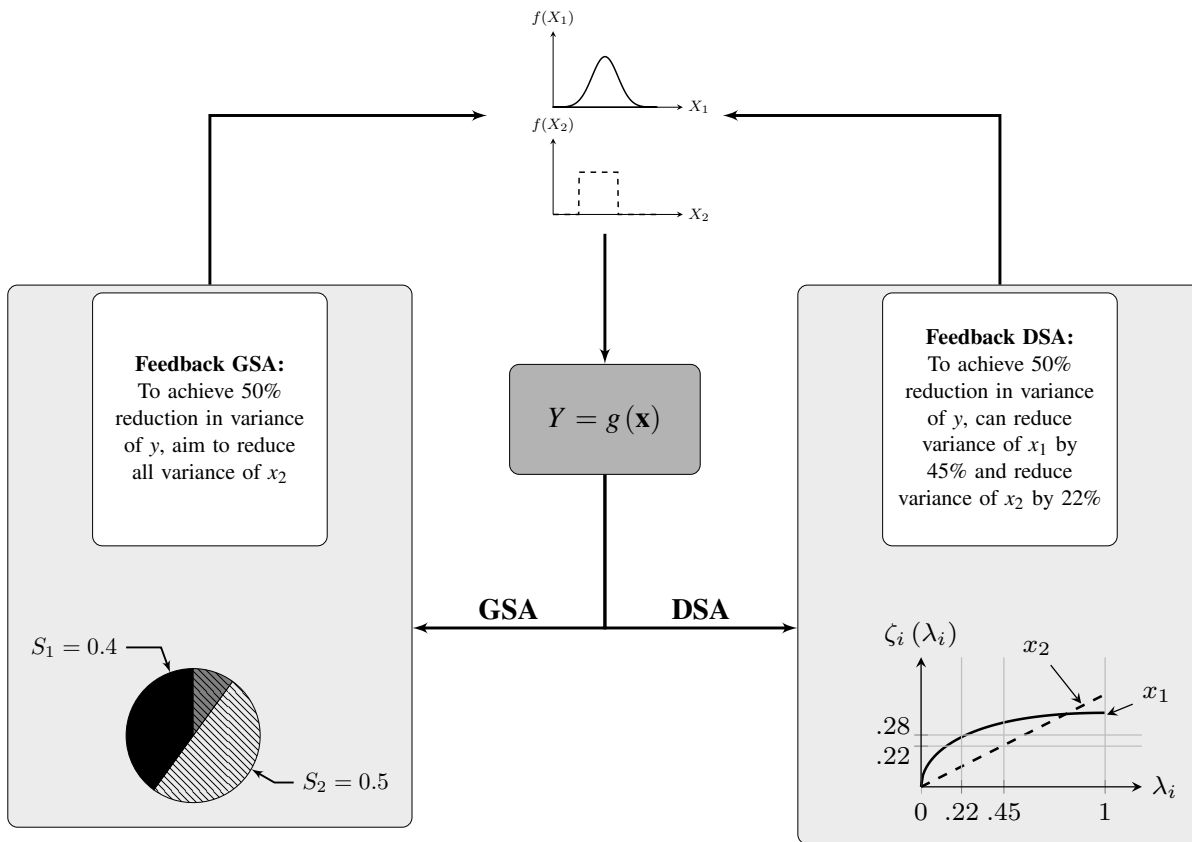 f(X₁)
X₁
f(X₂)
X₂
Feedback GSA:
To achieve 50%
reduction in variance
of y, aim to reduce
all variance of x₂
Y = g (x)
Feedback DSA:
To achieve 50%
reduction in variance
of y, can reduce
variance of x₁ by
45% and reduce
variance of x₂ by 22%
GSA
DSA
S₁ = 0.4
S₂ = 0.5
ζᵢ (λᵢ)
x₂
x₁
.28
.22
λᵢ
0 .22 .45 1